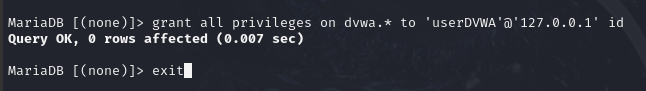 MariaDB [(none)]> grant all privileges on dvwa.* to 'userDVWA'@'127.0.0.1' id
Query OK, 0 rows affected (0.007 sec)
MariaDB [(none)]> exit